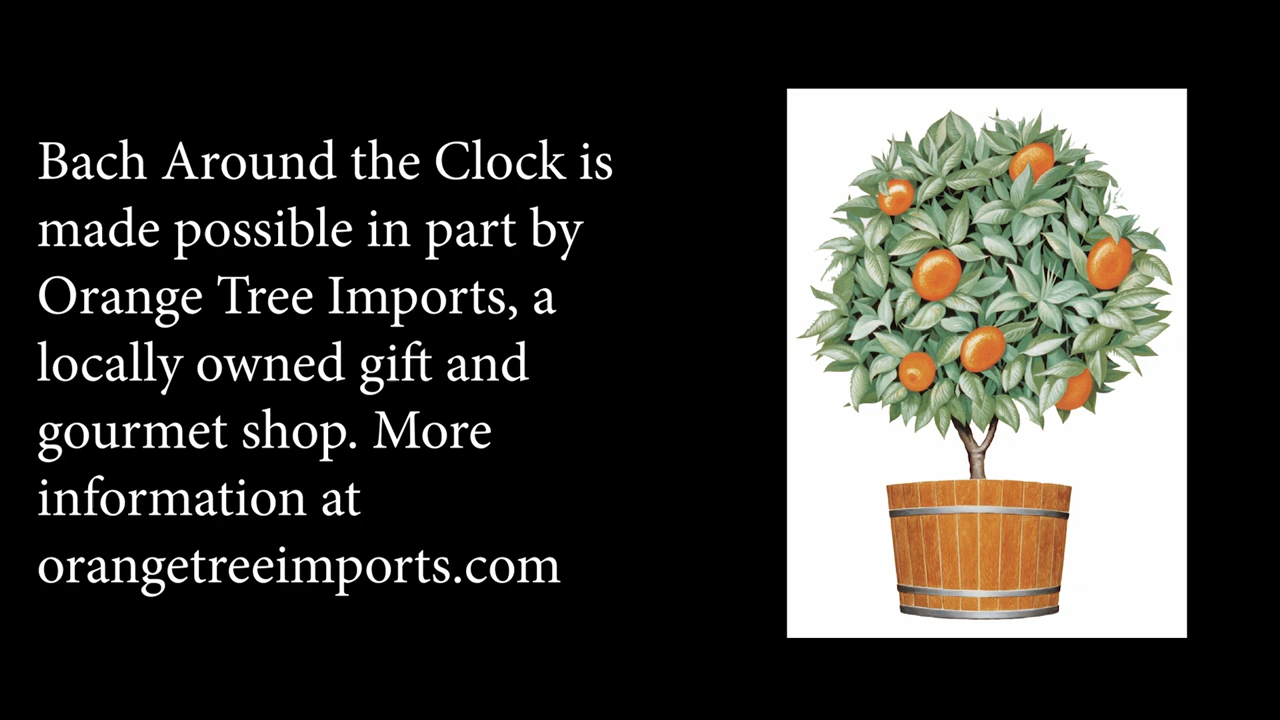 Bach Around the Clock is
made possible in part by
Orange Tree Imports, a
locally owned gift and
gourmet shop. More
information at
orangetreeimports.com